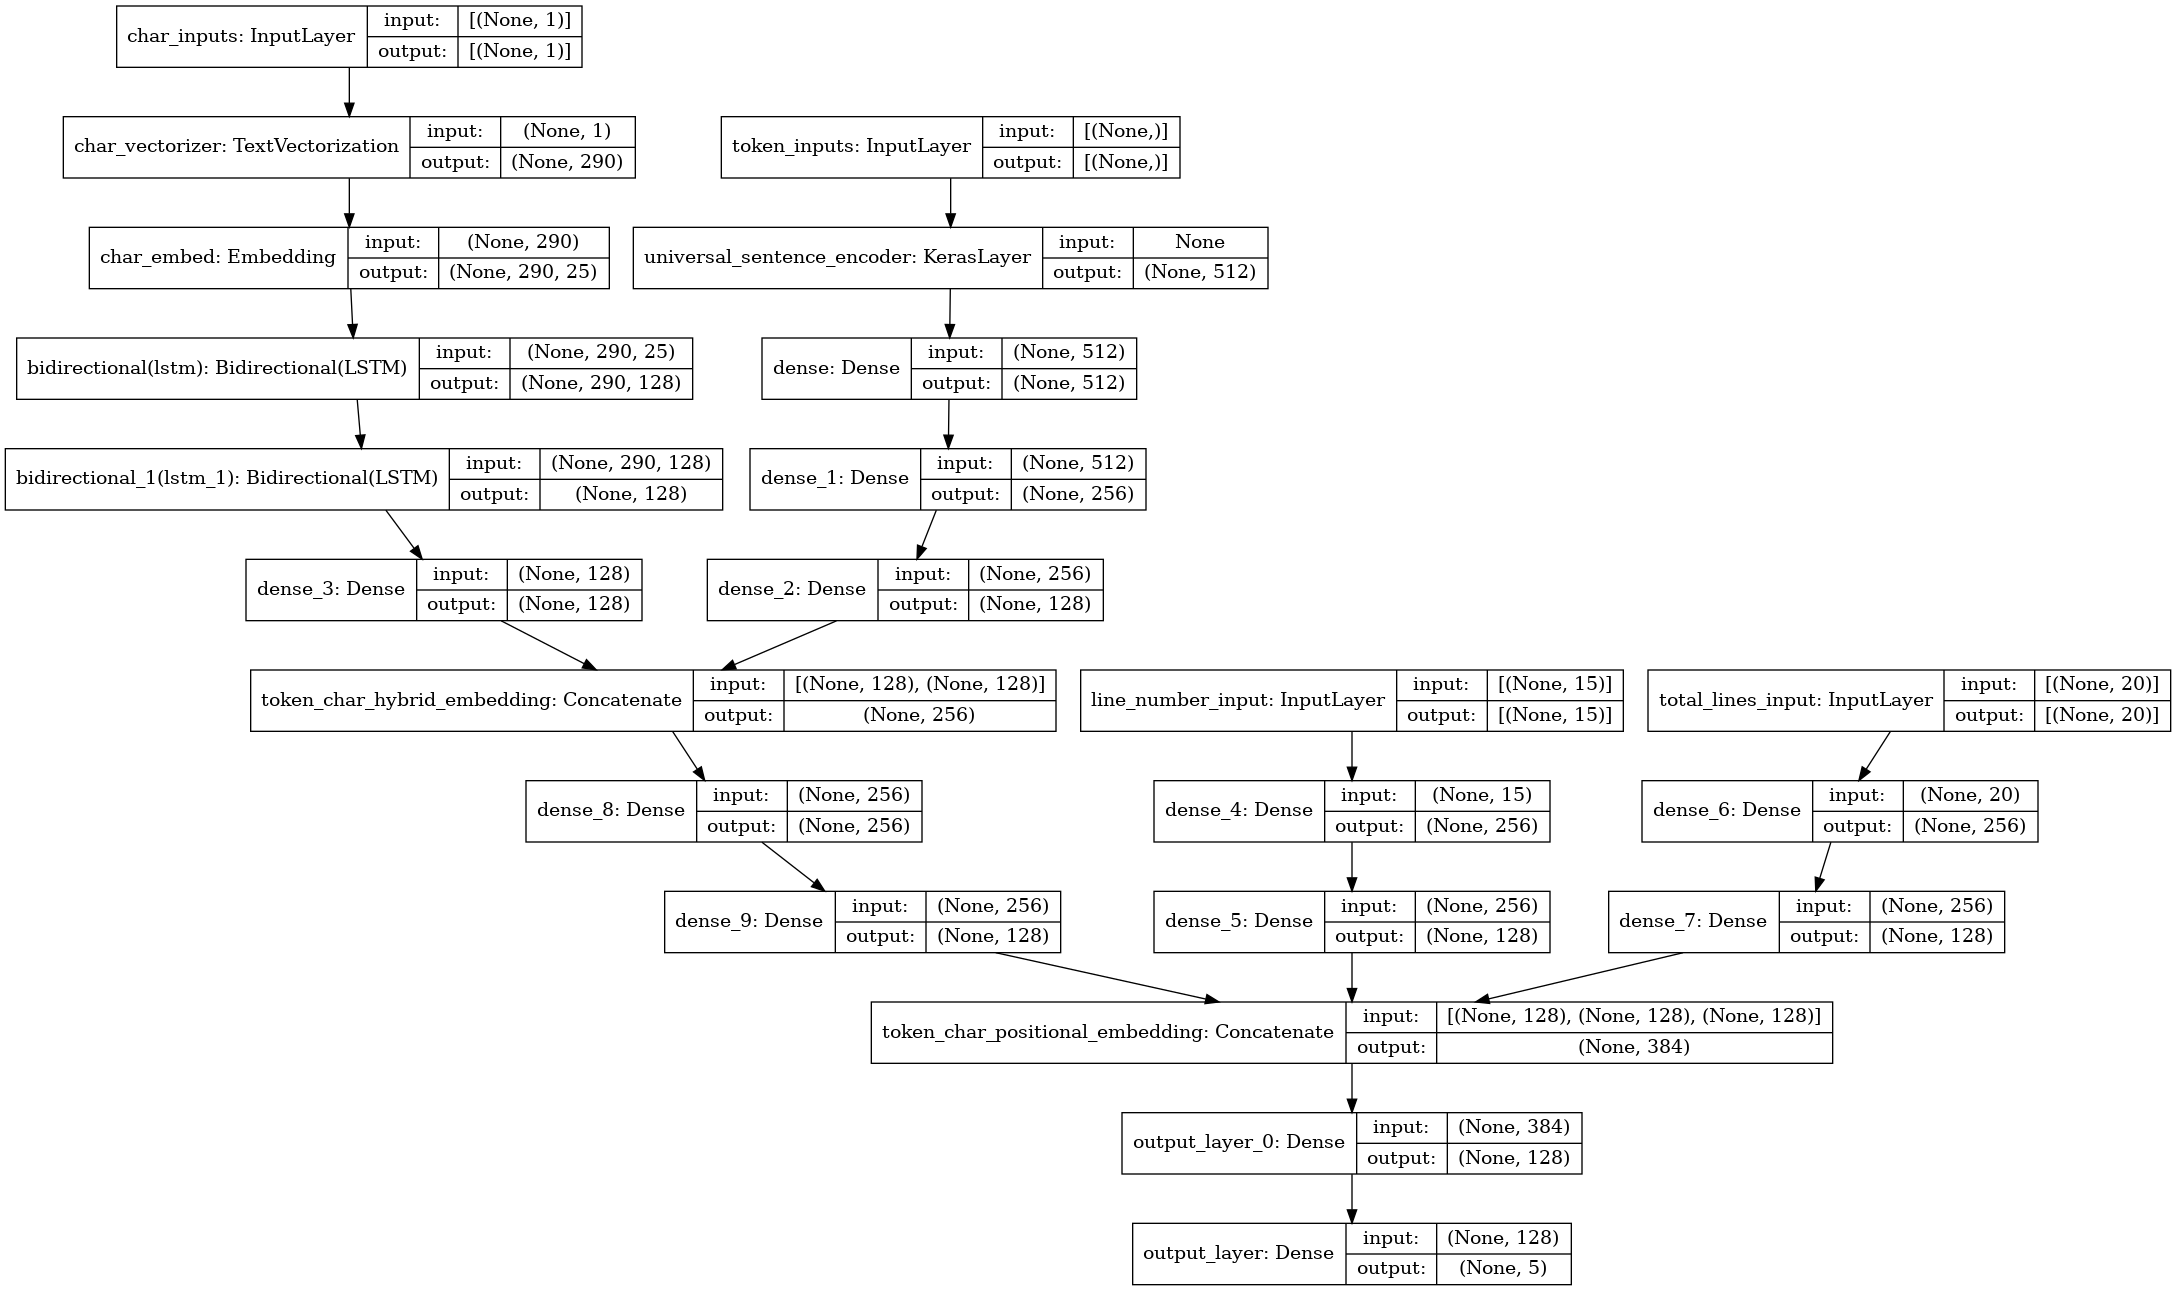 char_inputs: InputLayer
input:
[(None, 1)]
output:
[(None, 1)]
char_vectorizer: TextVectorization
input:
(None, 1)
output:
(None, 290)
token_inputs: InputLayer
input:
[(None,)]
output:
[(None,)]
char_embed: Embedding
input:
(None, 290)
output:
(None, 290, 25)
universal_sentence_encoder: KerasLayer
input:
None
output:
(None, 512)
bidirectional(lstm): Bidirectional(LSTM)
input:
(None, 290, 25)
output:
(None, 290, 128)
dense: Dense
input:
(None, 512)
output:
(None, 512)
bidirectional_1(lstm_1): Bidirectional(LSTM)
input:
(None, 290, 128)
output:
(None, 128)
dense_1: Dense
input:
(None, 512)
output:
(None, 256)
dense_3: Dense
input:
(None, 128)
output:
(None, 128)
dense_2: Dense
input:
(None, 256)
output:
(None, 128)
token_char_hybrid_embedding: Concatenate
input:
[(None, 128), (None, 128)]
output:
(None, 256)
line_number_input: InputLayer
input:
[(None, 15)]
output:
[(None, 15)]
total_lines_input: InputLayer
input:
[(None, 20)]
output:
[(None, 20)]
dense_8: Dense
input:
(None, 256)
output:
(None, 256)
dense_4: Dense
input:
(None, 15)
output:
(None, 256)
dense_6: Dense
input:
(None, 20)
output:
(None, 256)
dense_9: Dense
input:
(None, 256)
output:
(None, 128)
dense_5: Dense
input:
(None, 256)
output:
(None, 128)
dense_7: Dense
input:
(None, 256)
output:
(None, 128)
token_char_positional_embedding: Concatenate
input:
[(None, 128), (None, 128), (None, 128)]
output:
(None, 384)
output_layer_0: Dense
input:
(None, 384)
output:
(None, 128)
output_layer: Dense
input:
(None, 128)
output:
(None, 5)